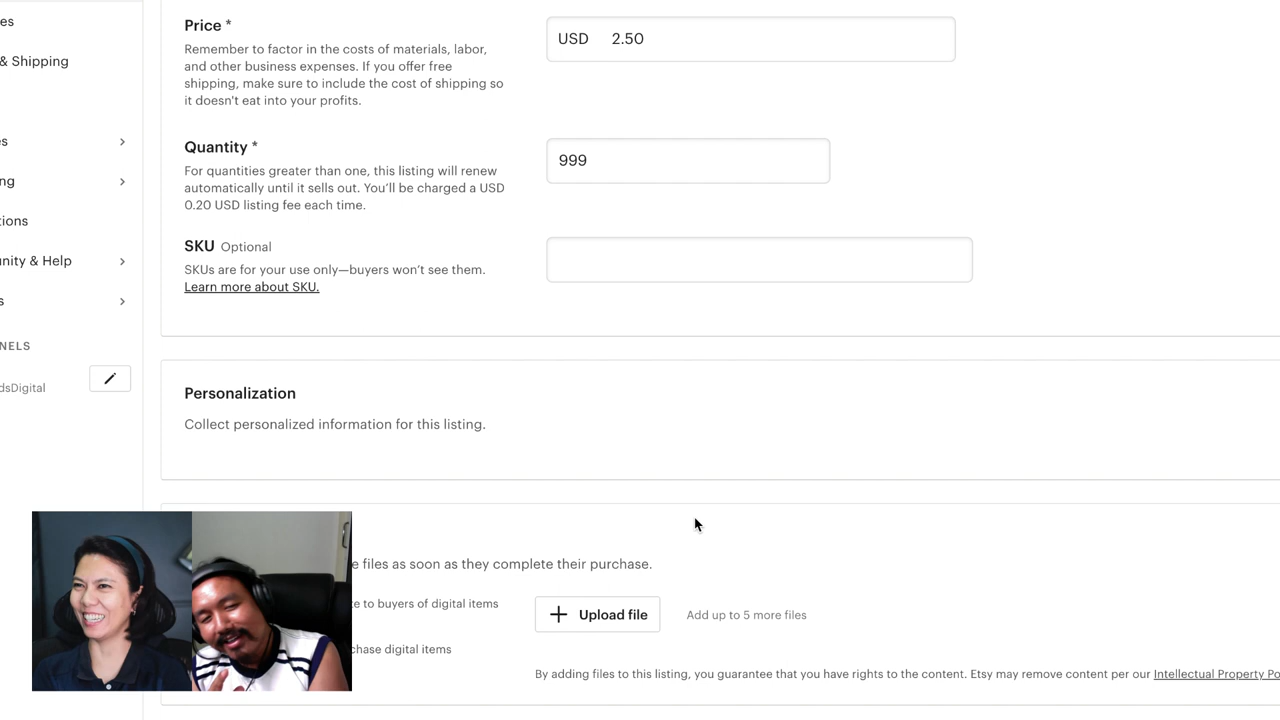 es
& Shipping
es
ng
tions
unity & Help
s
NELS
dsDigital
Price *
Remember to factor in the costs of materials, labor,
and other business expenses. If you offer free
shipping, make sure to include the cost of shipping so
it doesn't eat into your profits.
USD 2.50
Quantity *
For quantities greater than one, this listing will renew
automatically until it sells out. You’ll be charged a USD
0.20 USD listing fee each time.
999
SKU Optional
SKUs are for your use only—buyers won’t see them.
Learn more about SKU.
Personalization
Collect personalized information for this listing.
e files as soon as they complete their purchase.
te to buyers of digital items
chase digital items
Upload file
Add up to 5 more files
By adding files to this listing, you guarantee that you have rights to the content. Etsy may remove content per our Intellectual Property Po